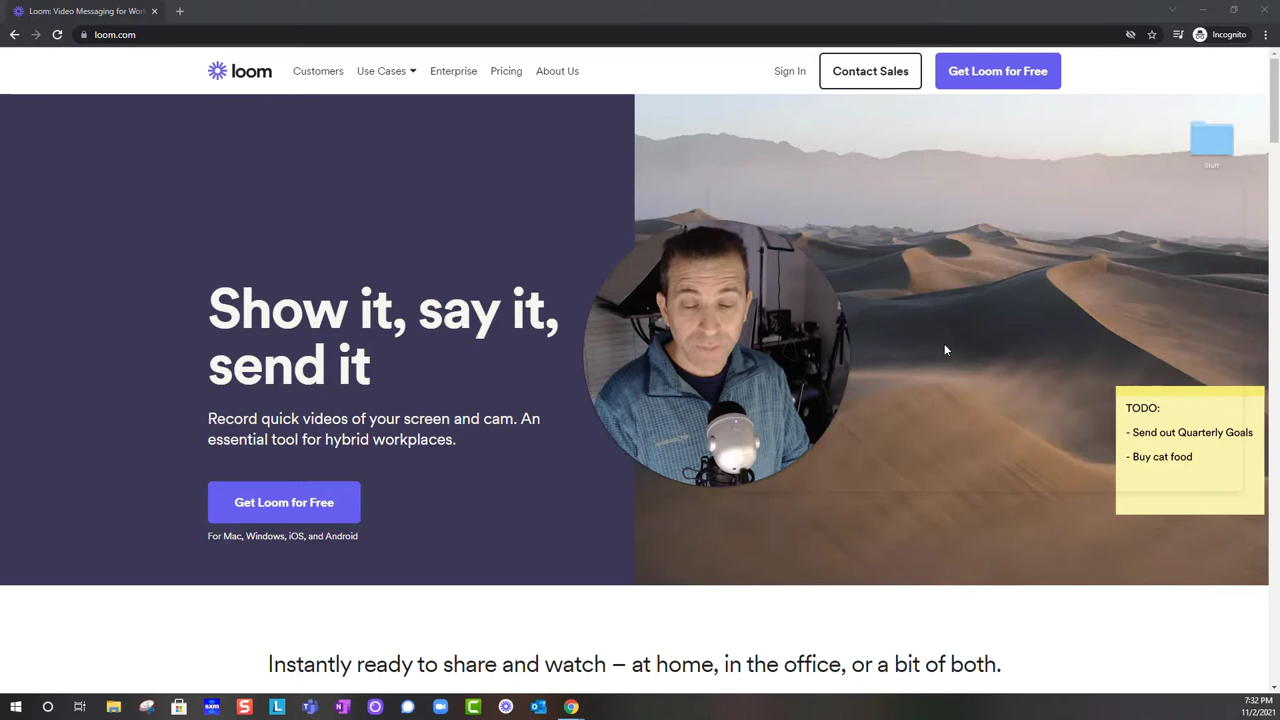 Loom: Video Messaging for Wor
loom.com
Incognito
loom
Customers
Use Cases
Enterprise
Pricing
About Us
Sign In
Contact Sales
Get Loom for Free
Stuff
Show it, say it,
send it
Record quick videos of your screen and cam. An
essential tool for hybrid workplaces.
Get Loom for Free
For Mac, Windows, iOS, and Android
TODO:
- Send out Quarterly Goals
- Buy cat food
Instantly ready to share and watch – at home, in the office, or a bit of both.
sxm
S
L
N
C
7:32 PM
11/2/2021